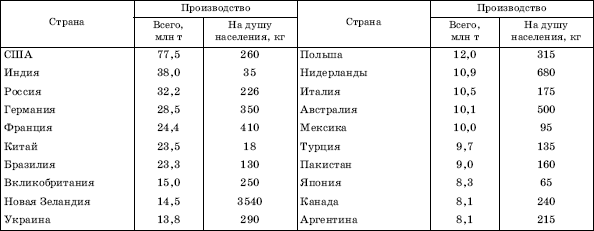 Страна Производство Страна Производство
Всего, млн т На душу населения, кг Всего, млн т На душу населения, кг
США 77,5 260 Польша 12,0 315
Индия 38,0 35 Нидерланды 10,9 680
Россия 32,2 226 Италия 10,5 175
Германия 28,5 350 Австралия 10,1 500
Франция 24,4 410 Мексика 10,0 95
Китай 23,5 18 Турция 9,7 135
Бразилия 23,3 130 Пакистан 9,0 160
Вкликобритания 15,0 250 Япония 8,3 65
Новая Зеландия 14,5 3540 Канада 8,1 240
Украина 13,8 290 Аргентина 8,1 215